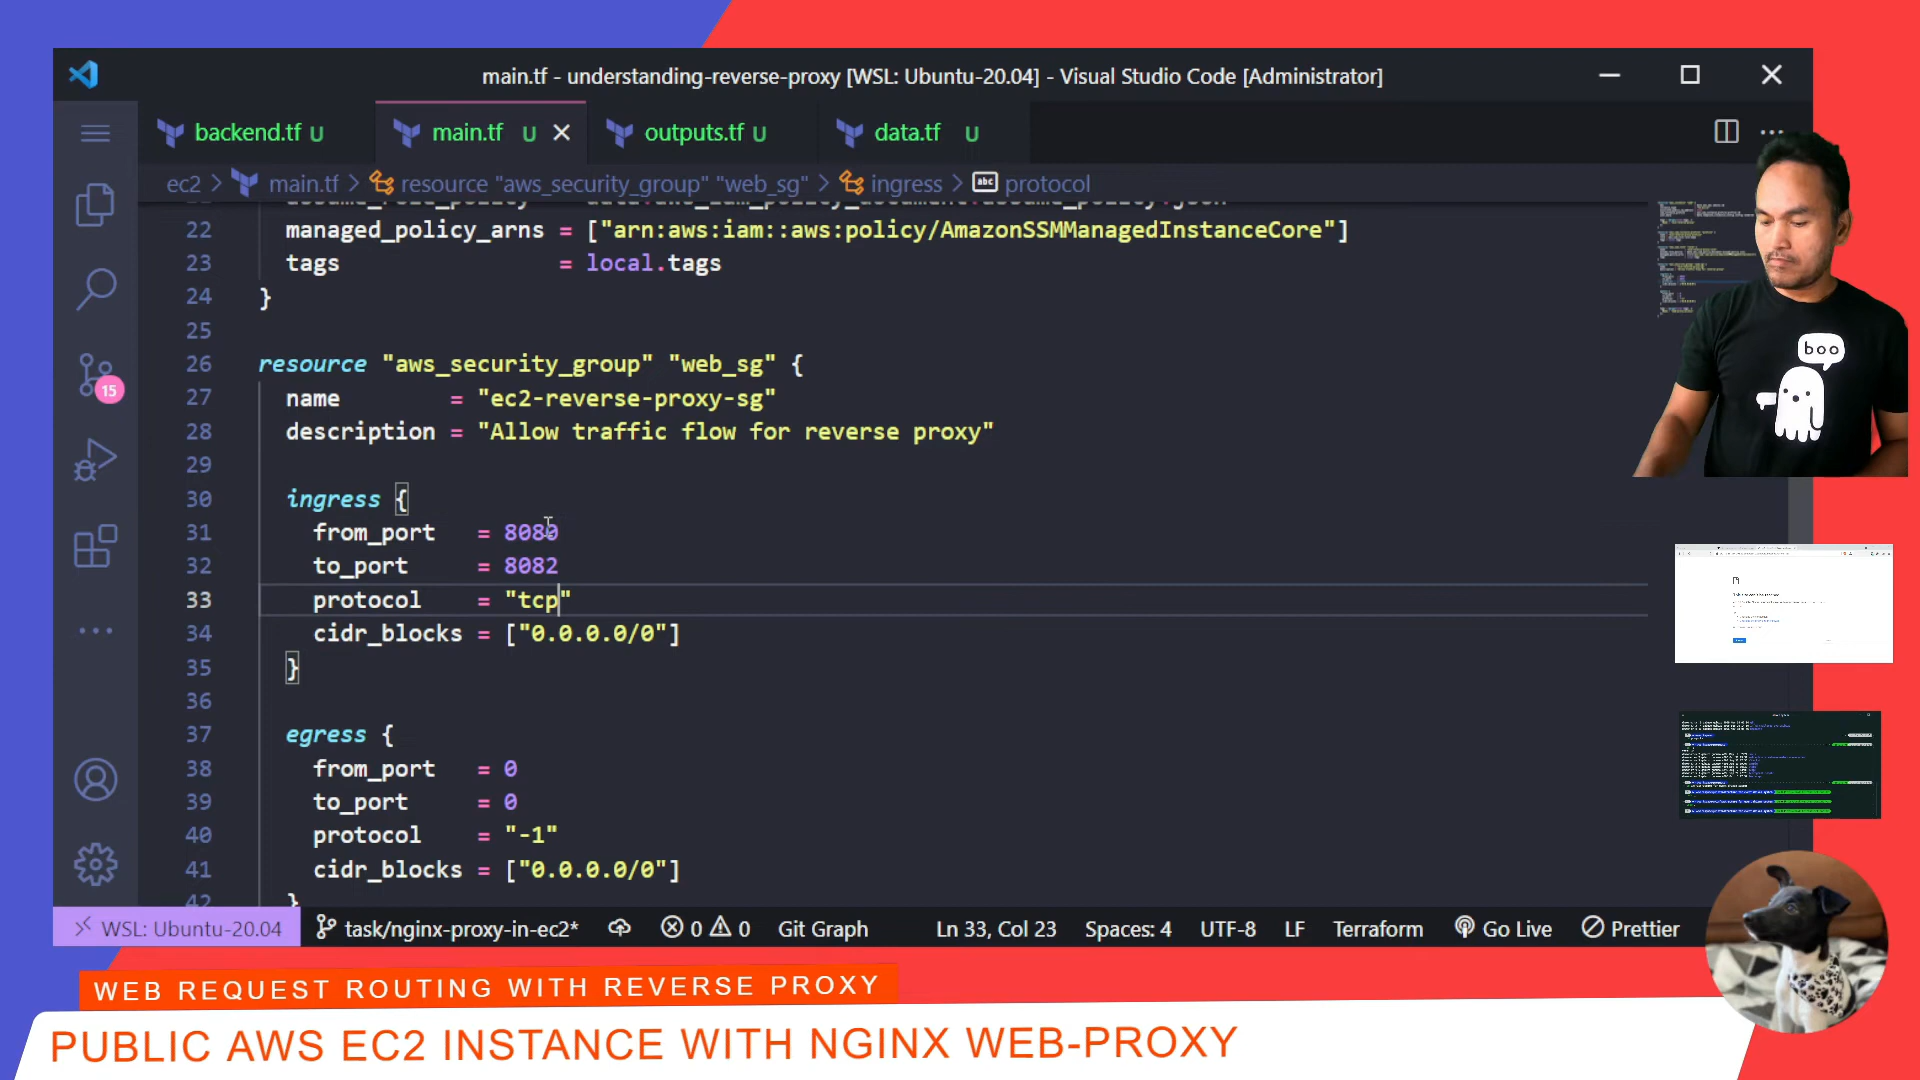 main.tf - understanding-reverse-proxy [WSL: Ubuntu-20.04] - Visual Studio Code [Administrator]
backend.tf U
main.tf U
outputs.tf U
data.tf U
ec2 > main.tf > resource "aws_security_group" "web_sg" > ingress > abc protocol
22 managed_policy_arns = ["arn:aws:iam::aws:policy/AmazonSSMManagedInstanceCore"]
23 tags = local.tags
24 }
25
26 resource "aws_security_group" "web_sg" {
27 name = "ec2-reverse-proxy-sg"
28 description = "Allow traffic flow for reverse proxy"
29
30 ingress {
31 from_port = 8080
32 to_port = 8082
33 protocol = "tcp"
34 cidr_blocks = ["0.0.0.0/0"]
35 }
36
37 egress {
38 from_port = 0
39 to_port = 0
40 protocol = "-1"
41 cidr_blocks = ["0.0.0.0/0"]
42 }
15
boo
WSL: Ubuntu-20.04 task/nginx-proxy-in-ec2* 0 0 Git Graph Ln 33, Col 23 Spaces: 4 UTF-8 LF Terraform Go Live Prettier
WEB REQUEST ROUTING WITH REVERSE PROXY
PUBLIC AWS EC2 INSTANCE WITH NGINX WEB-PROXY